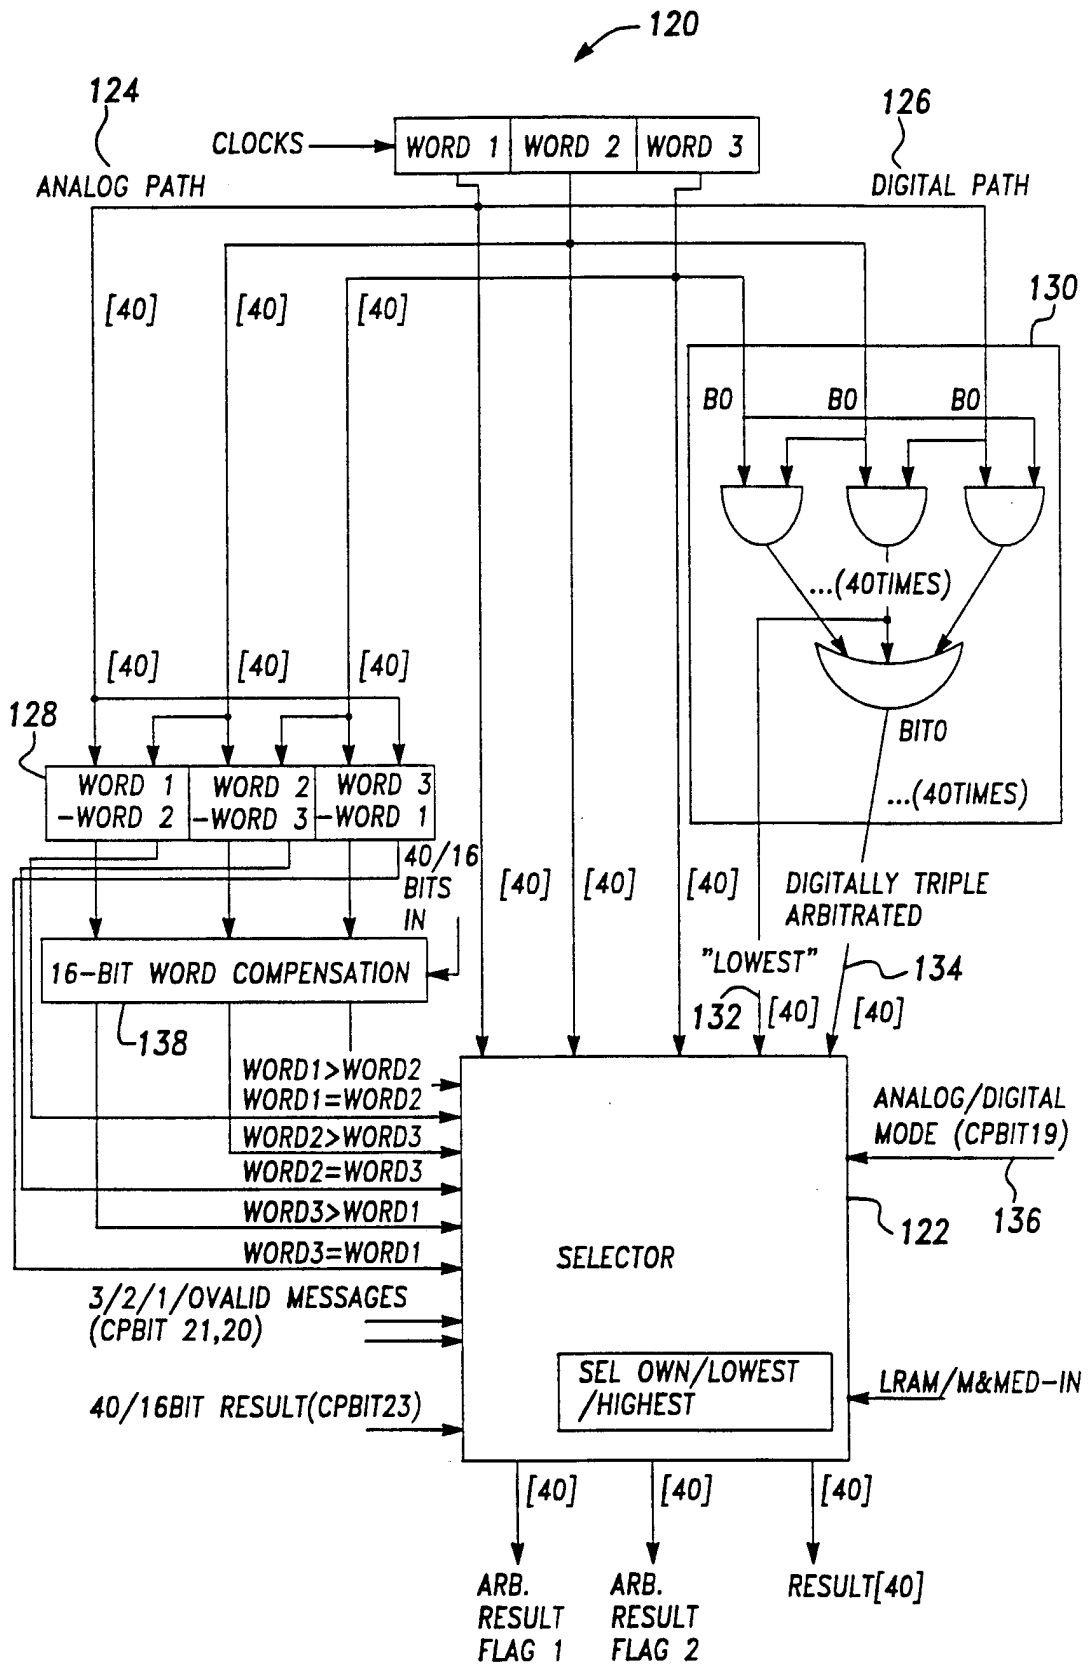 120
124
126
CLOCKS
WORD 1 WORD 2 WORD 3
ANALOG PATH
DIGITAL PATH
130
[40] [40] [40]
B0 B0 B0
...(40TIMES)
[40] [40] [40]
128
BIT0
WORD 1
-WORD 2
WORD 2
-WORD 3
WORD 3
-WORD 1
...(40TIMES)
40/16
BITS
IN
[40] [40] [40]
DIGITALLY TRIPLE
ARBITRATED
16-BIT WORD COMPENSATION
"LOWEST"
134
132
[40] [40]
138
WORD1>WORD2
WORD1=WORD2
WORD2>WORD3
WORD2=WORD3
WORD3>WORD1
WORD3=WORD1
ANALOG/DIGITAL
MODE (CPBIT19)
136
122
SELECTOR
3/2/1/0VALID MESSAGES
(CPBIT 21,20)
SEL OWN/LOWEST
/HIGHEST
LRAM/M&MED-IN
40/16BIT RESULT(CPBIT23)
[40] [40] [40]
ARB.
RESULT
FLAG 1
ARB.
RESULT
FLAG 2
RESULT[40]